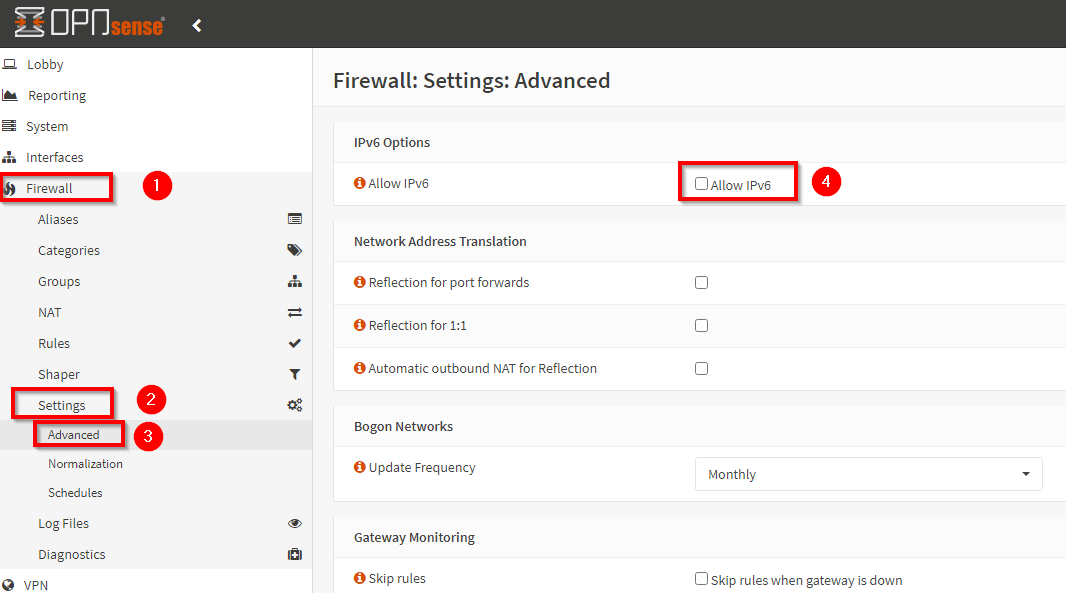 OPNsense®
Lobby
Reporting
System
Interfaces
Firewall
1
Aliases
Categories
Groups
NAT
Rules
Shaper
Settings
2
Advanced
3
Normalization
Schedules
Log Files
Diagnostics
VPN
Firewall: Settings: Advanced
IPv6 Options
Allow IPv6
Allow IPv6
4
Network Address Translation
Reflection for port forwards
Reflection for 1:1
Automatic outbound NAT for Reflection
Bogon Networks
Update Frequency
Monthly
Gateway Monitoring
Skip rules
Skip rules when gateway is down